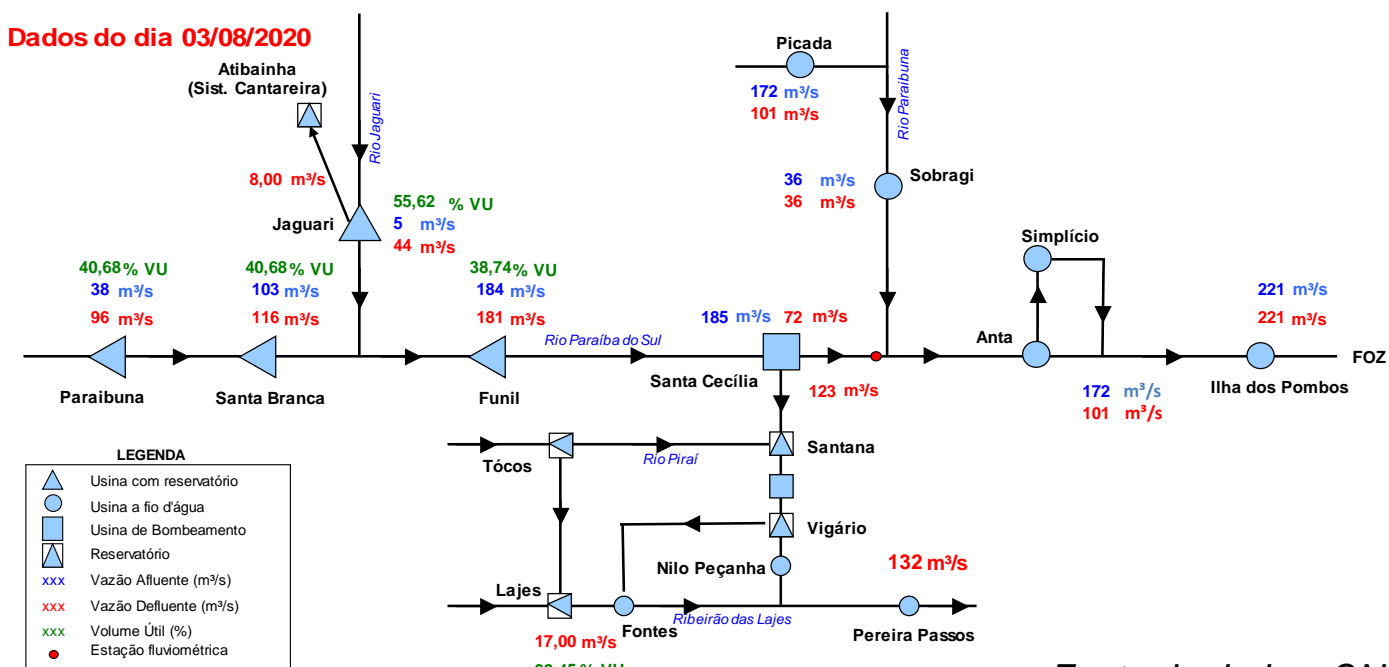 Dados do dia 03/08/2020
Atibainha
(Sist. Cantareira)
Rio Jaguari
8,00 m³/s
Jaguari
55,62 % VU
5 m³/s
44 m³/s
Picada
172 m³/s
101 m³/s
Rio Paraibuna
36 m³/s
36 m³/s
Sobragi
Simplício
40,68% VU
38 m³/s
96 m³/s
Paraibuna
40,68% VU
103 m³/s
116 m³/s
Santa Branca
38,74% VU
184 m³/s
181 m³/s
Funil
Rio Paraíba do Sul
185 m³/s 72 m³/s
Santa Cecília
123 m³/s
Anta
172 m³/s
101 m³/s
221 m³/s
221 m³/s
Ilha dos Pombos
FOZ
Tócos
Rio Piraí
Santana
Vigário
Nilo Peçanha
132 m³/s
Lajes
17,00 m³/s
Fontes
Ribeirão das Lajes
Pereira Passos
LEGENDA
Usina com reservatório
Usina a fio d'água
Usina de Bombeamento
Reservatório
xxx Vazão Afluente (m³/s)
xxx Vazão Defluente (m³/s)
xxx Volume Útil (%)
Estação fluviométrica